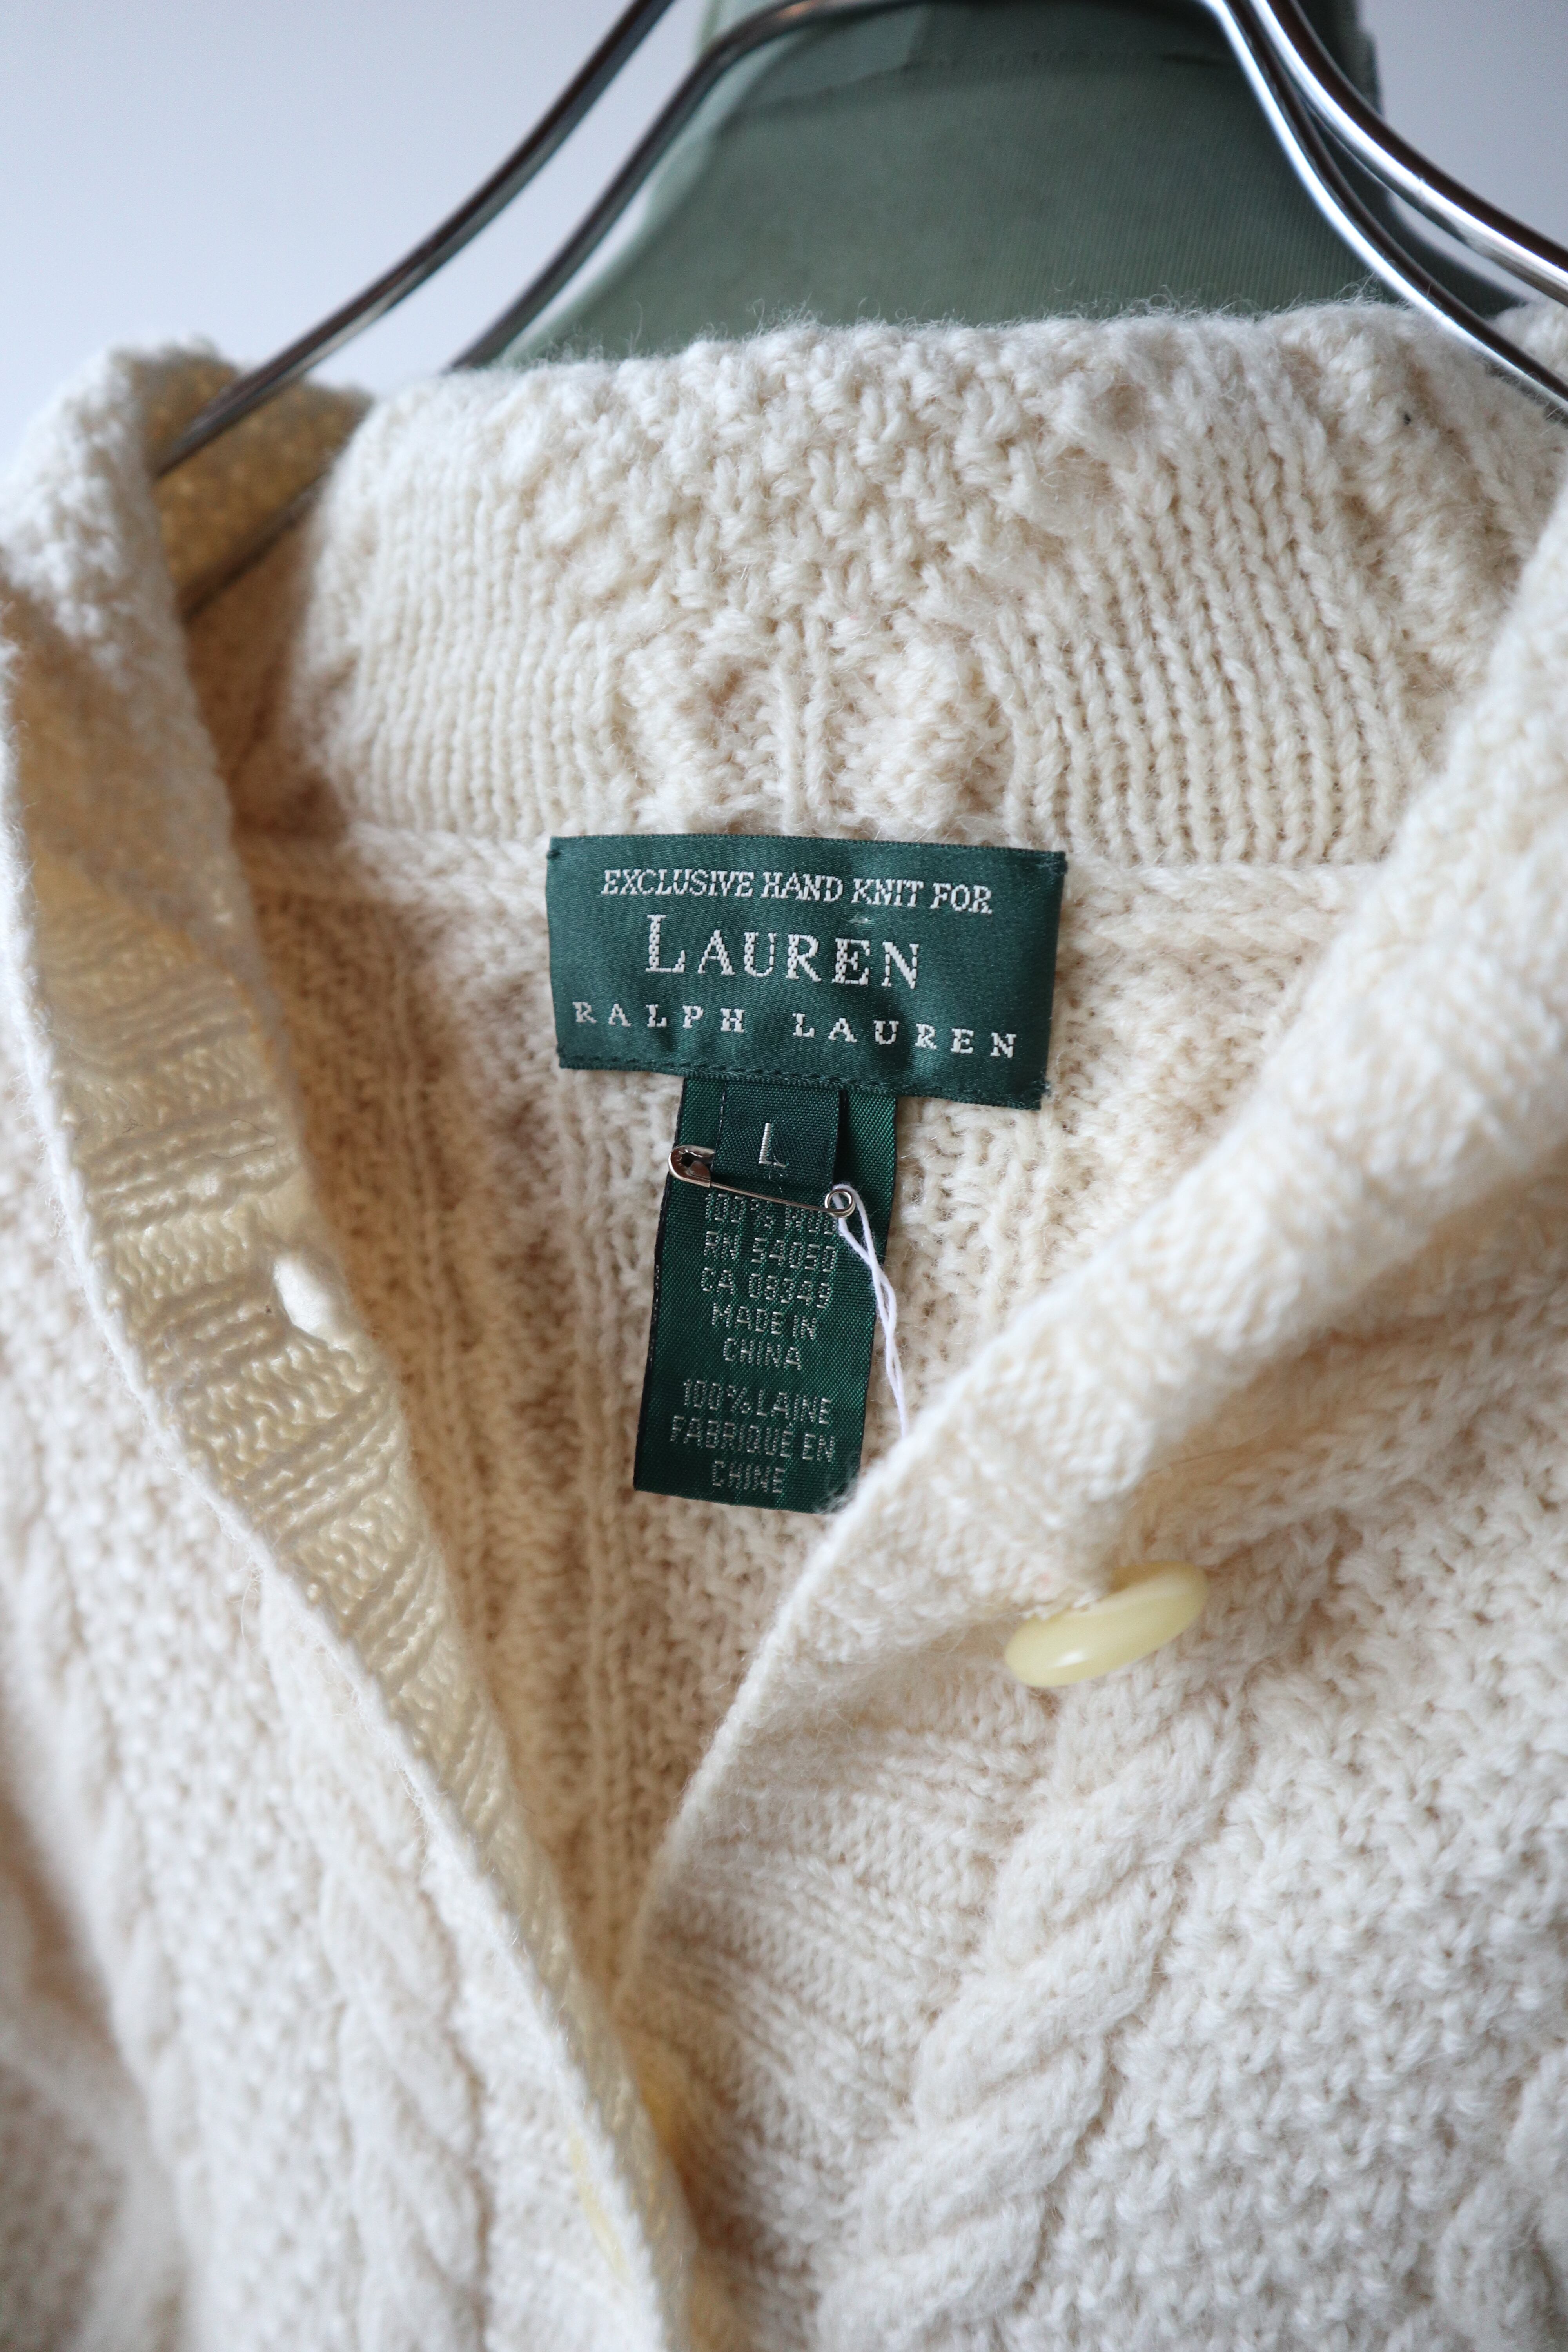 EXCLUSIVE HAND KNIT FOR
LAUREN
RALPH LAUREN
L
100%
RN 54050
CA 08349
MADE IN
CHINA
100% LAINE
FABRIQUE EN
CHINE